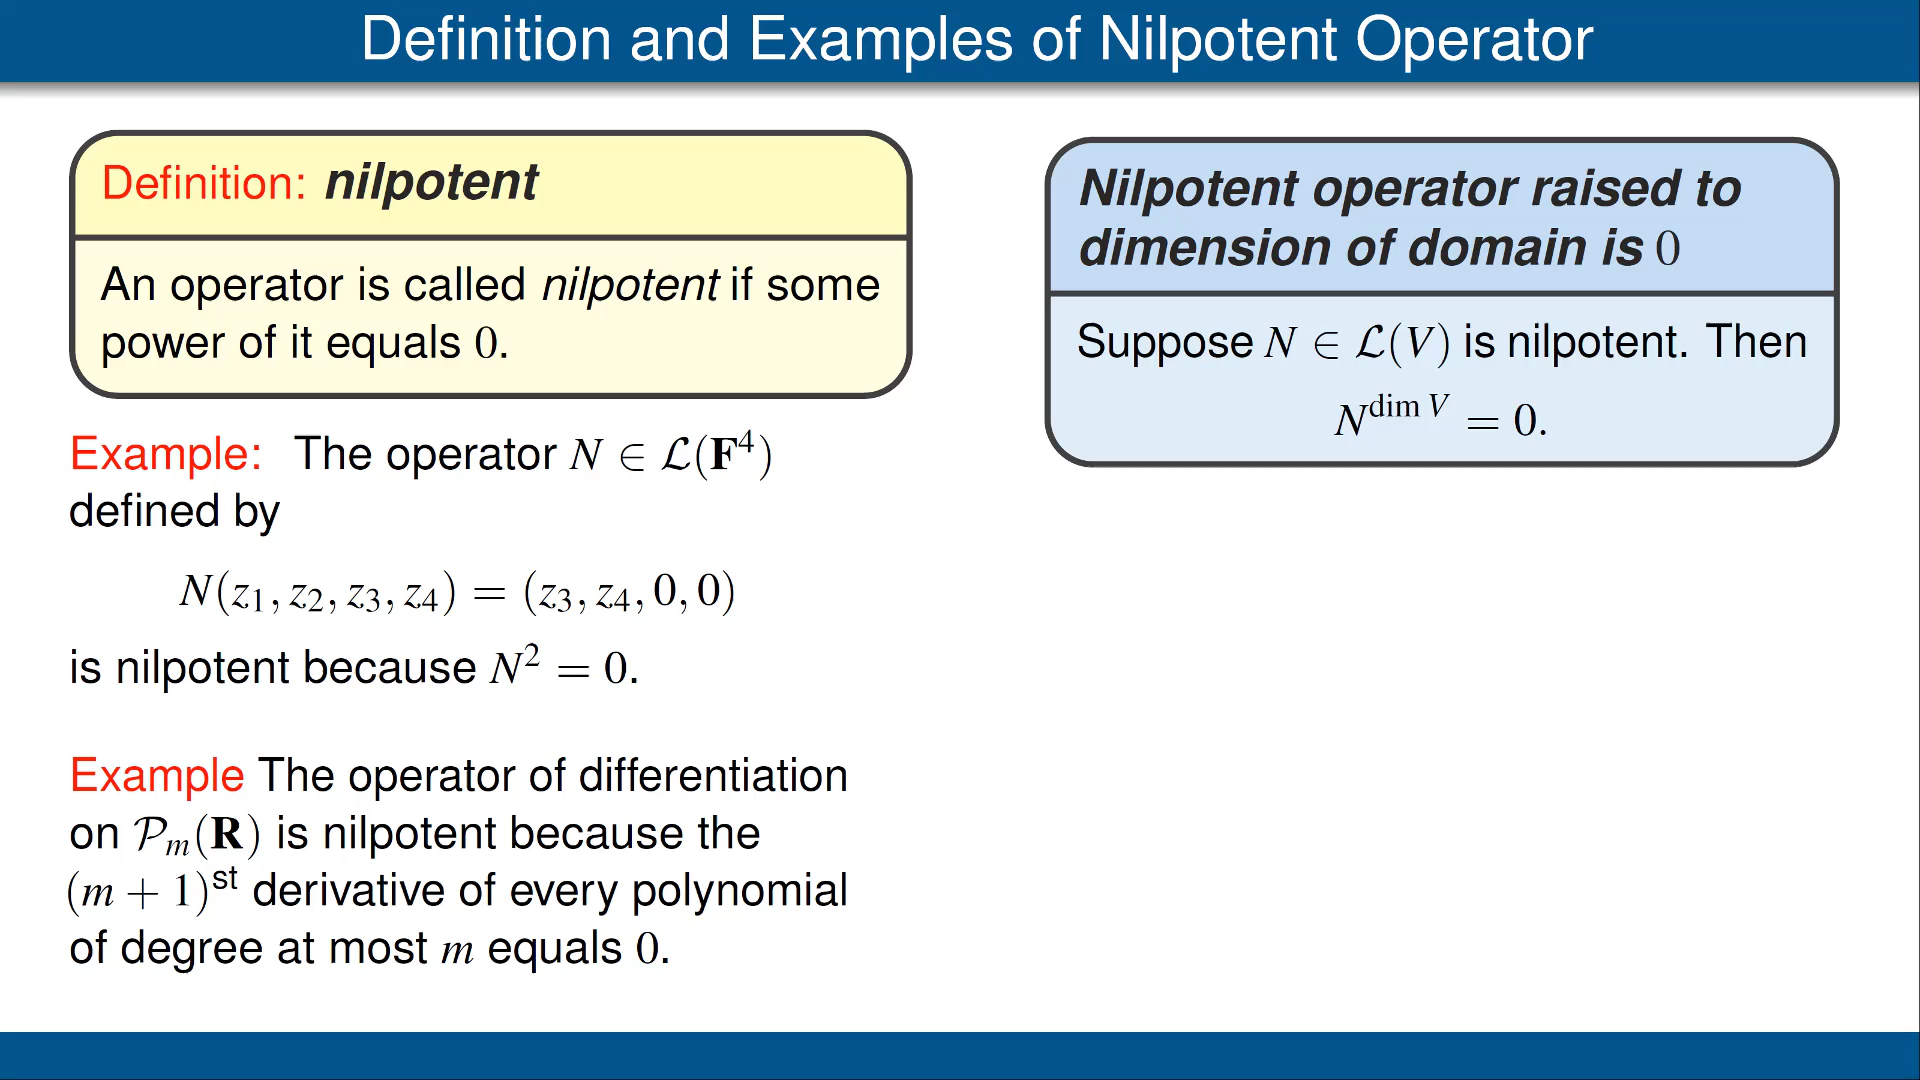 Definition and Examples of Nilpotent Operator
Definition: nilpotent
An operator is called nilpotent if some
power of it equals 0.
Example: The operator N ∈ ℒ(𝐅⁴)
defined by
N(z₁, z₂, z₃, z₄) = (z₃, z₄, 0, 0)
is nilpotent because N² = 0.
Example The operator of differentiation
on 𝒫ₘ(𝐑) is nilpotent because the
(m + 1)ˢᵗ derivative of every polynomial
of degree at most m equals 0.
Nilpotent operator raised to
dimension of domain is 0
Suppose N ∈ ℒ(V) is nilpotent. Then
N^{dim V} = 0.